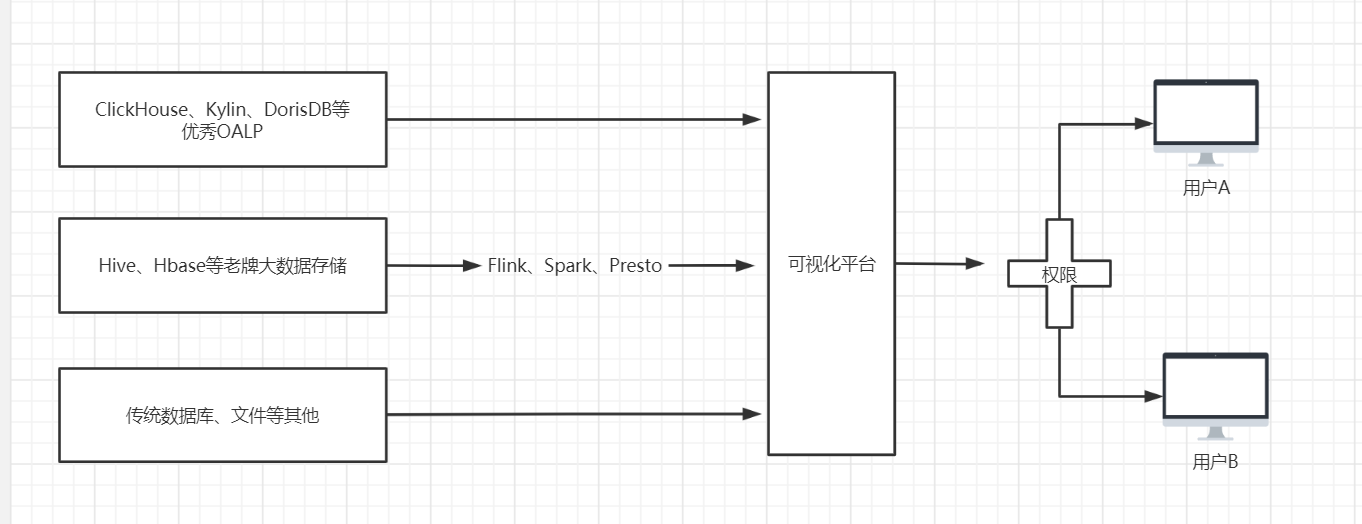 ClickHouse、Kylin、DorisDB等
优秀OALP
Hive、Hbase等老牌大数据存储
Flink、Spark、Presto
传统数据库、文件等其他
可视化平台
权限
用户A
用户B